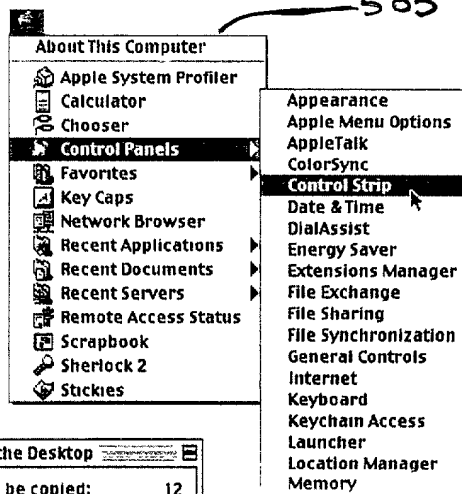 505
About This Computer
Apple System Profiler
Calculator
Chooser
Control Panels
Favorites
Key Caps
Network Browser
Recent Applications
Recent Documents
Recent Servers
Remote Access Status
Scrapbook
Sherlock 2
Stickies
Appearance
Apple Menu Options
AppleTalk
ColorSync
Control Strip
Date & Time
DialAssist
Energy Saver
Extensions Manager
File Exchange
File Sharing
File Synchronization
General Controls
Internet
Keyboard
Keychain Access
Launcher
Location Manager
Memory
the Desktop
be copied: 12